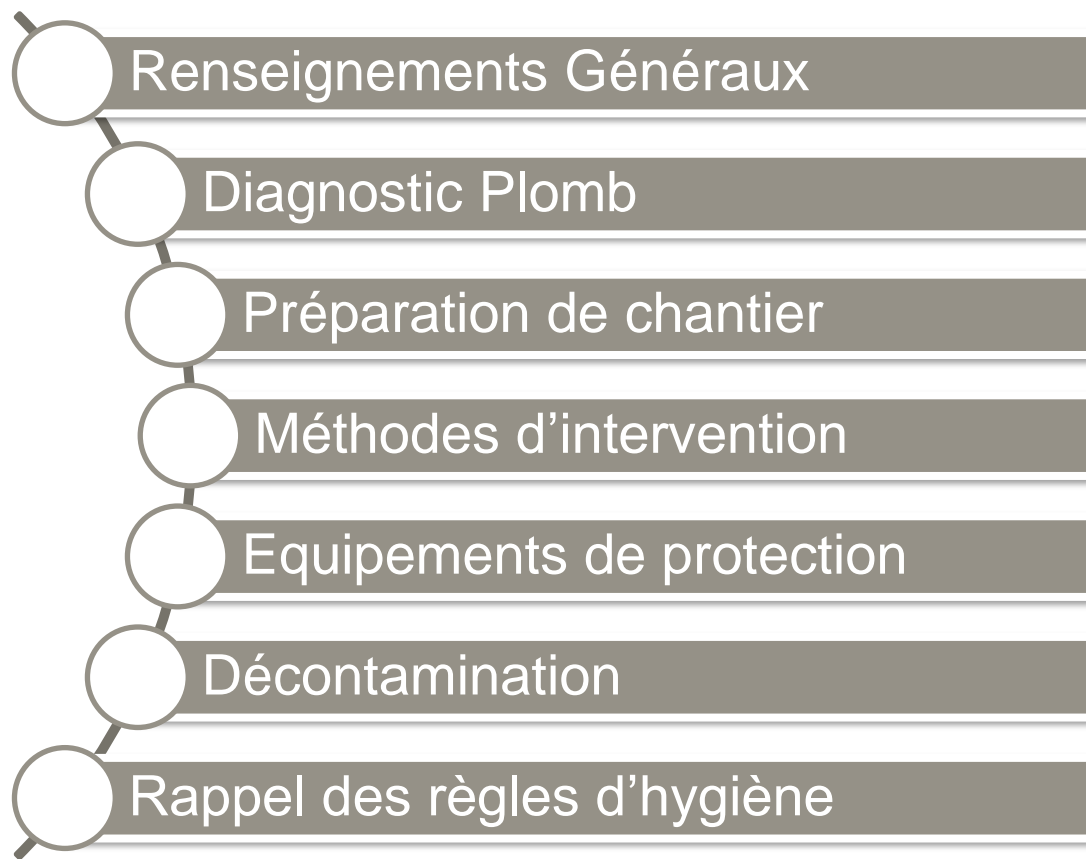 Renseignements Généraux
Diagnostic Plomb
Préparation de chantier
Méthodes d’intervention
Equipements de protection
Décontamination
Rappel des règles d’hygiène